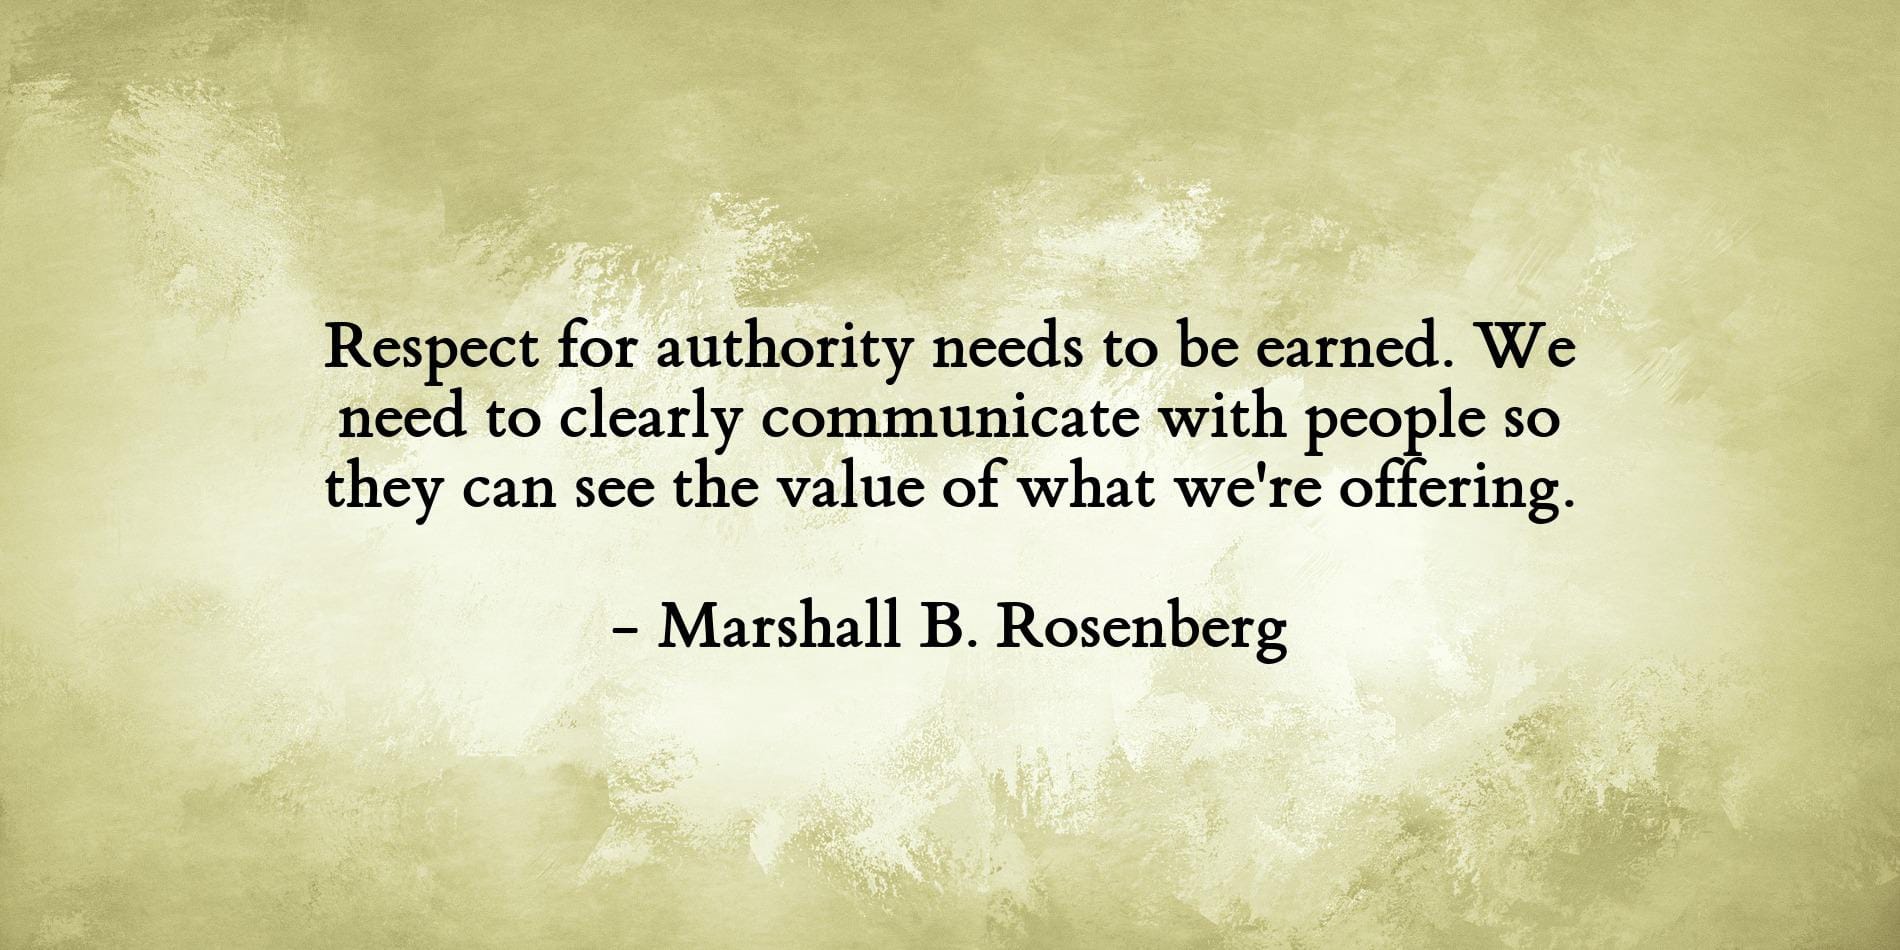 Respect for authority needs to be earned. We
need to clearly communicate with people so
they can see the value of what we're offering.
– Marshall B. Rosenberg